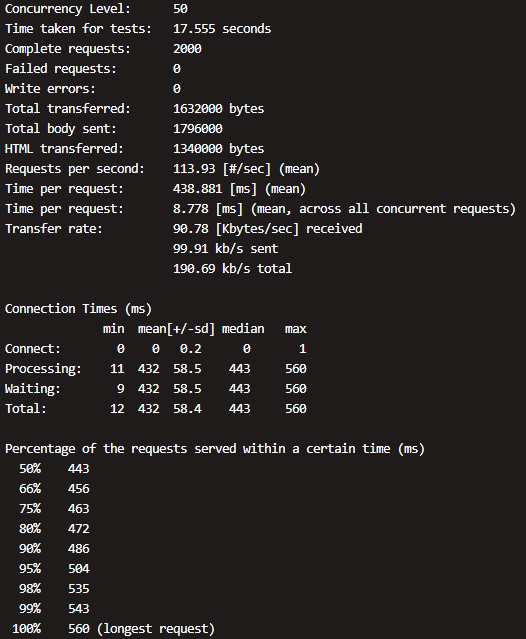 Concurrency Level:      50
Time taken for tests:   17.555 seconds
Complete requests:      2000
Failed requests:        0
Write errors:           0
Total transferred:      1632000 bytes
Total body sent:        1796000
HTML transferred:       1340000 bytes
Requests per second:    113.93 [#/sec] (mean)
Time per request:       438.881 [ms] (mean)
Time per request:       8.778 [ms] (mean, across all concurrent requests)
Transfer rate:          90.78 [Kbytes/sec] received
                        99.91 kb/s sent
                        190.69 kb/s total

Connection Times (ms)
              min  mean[+/-sd] median   max
Connect:        0    0   0.2      0       1
Processing:    11  432  58.5    443     560
Waiting:        9  432  58.5    443     560
Total:         12  432  58.4    443     560

Percentage of the requests served within a certain time (ms)
  50%    443
  66%    456
  75%    463
  80%    472
  90%    486
  95%    504
  98%    535
  99%    543
 100%    560 (longest request)